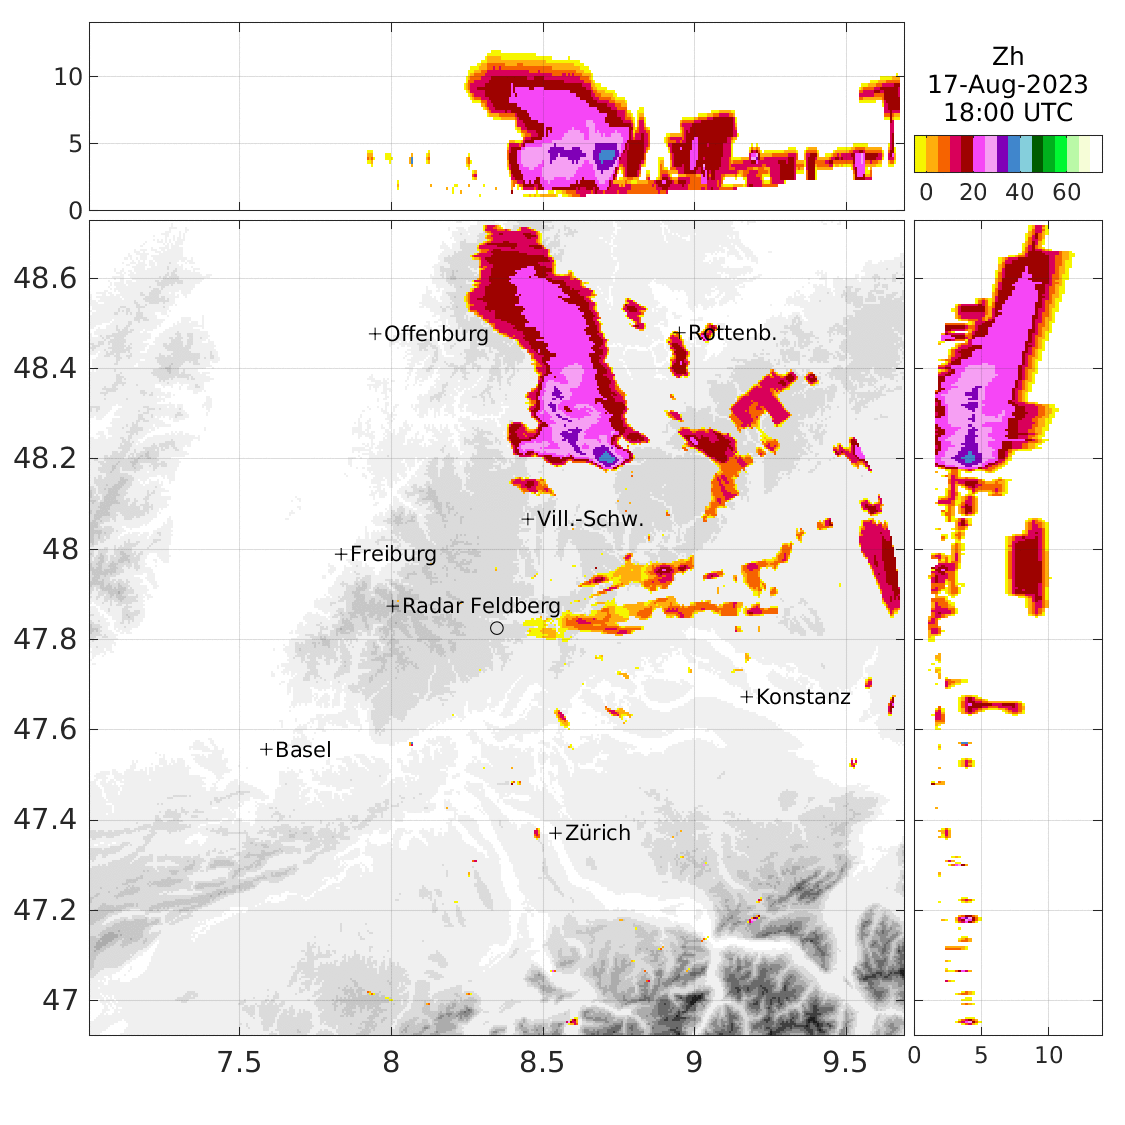 Zh
17-Aug-2023
18:00 UTC
0 20 40 60
10
5
0
48.6
48.4
48.2
48
47.8
47.6
47.4
47.2
47
+Offenburg
+Rottenb.
+Vill.-Schw.
+Freiburg
+Radar Feldberg
+Konstanz
+Basel
+Zürich
7.5 8 8.5 9 9.5
0 5 10